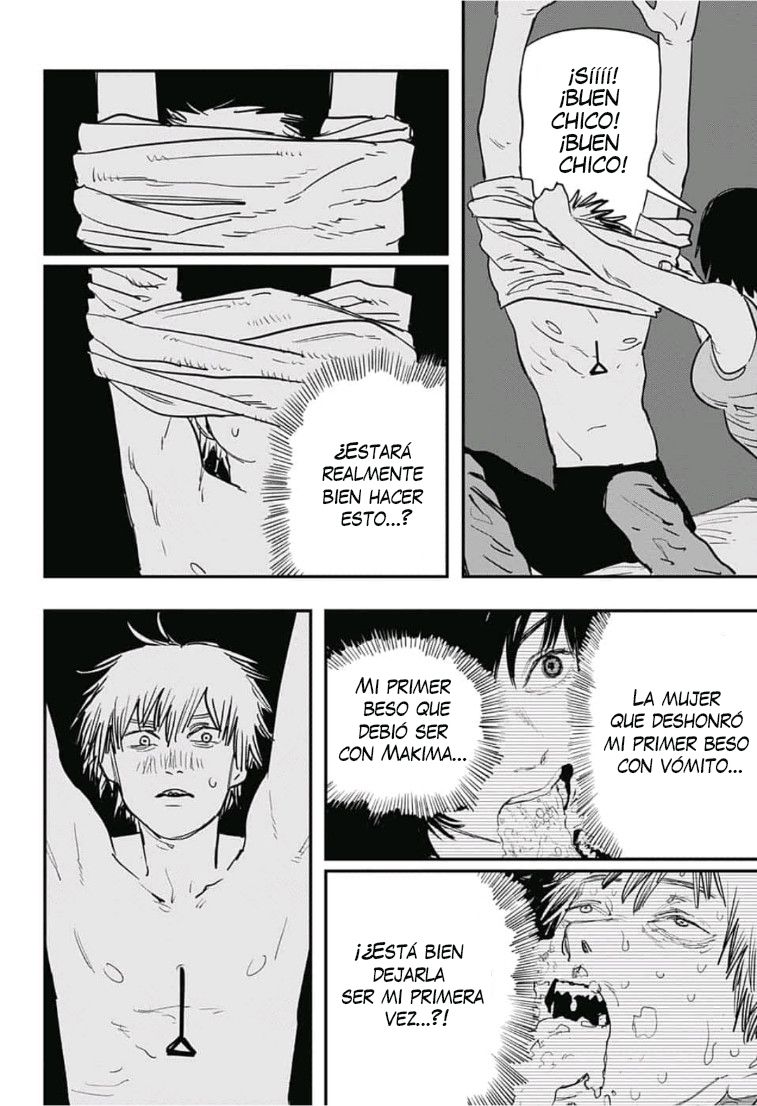 ¡SÍÍÍÍ!
¡BUEN
CHICO!
¡BUEN
CHICO!
¿ESTARÁ
REALMENTE
BIEN HACER
ESTO...?
LA MUJER
QUE DESHONRÓ
MI PRIMER BESO
CON VÓMITO...
MI PRIMER
BESO QUE
DEBIÓ SER
CON MAKIMA...
¡¿ESTÁ BIEN
DEJARLA
SER MI PRIMERA
VEZ...?!